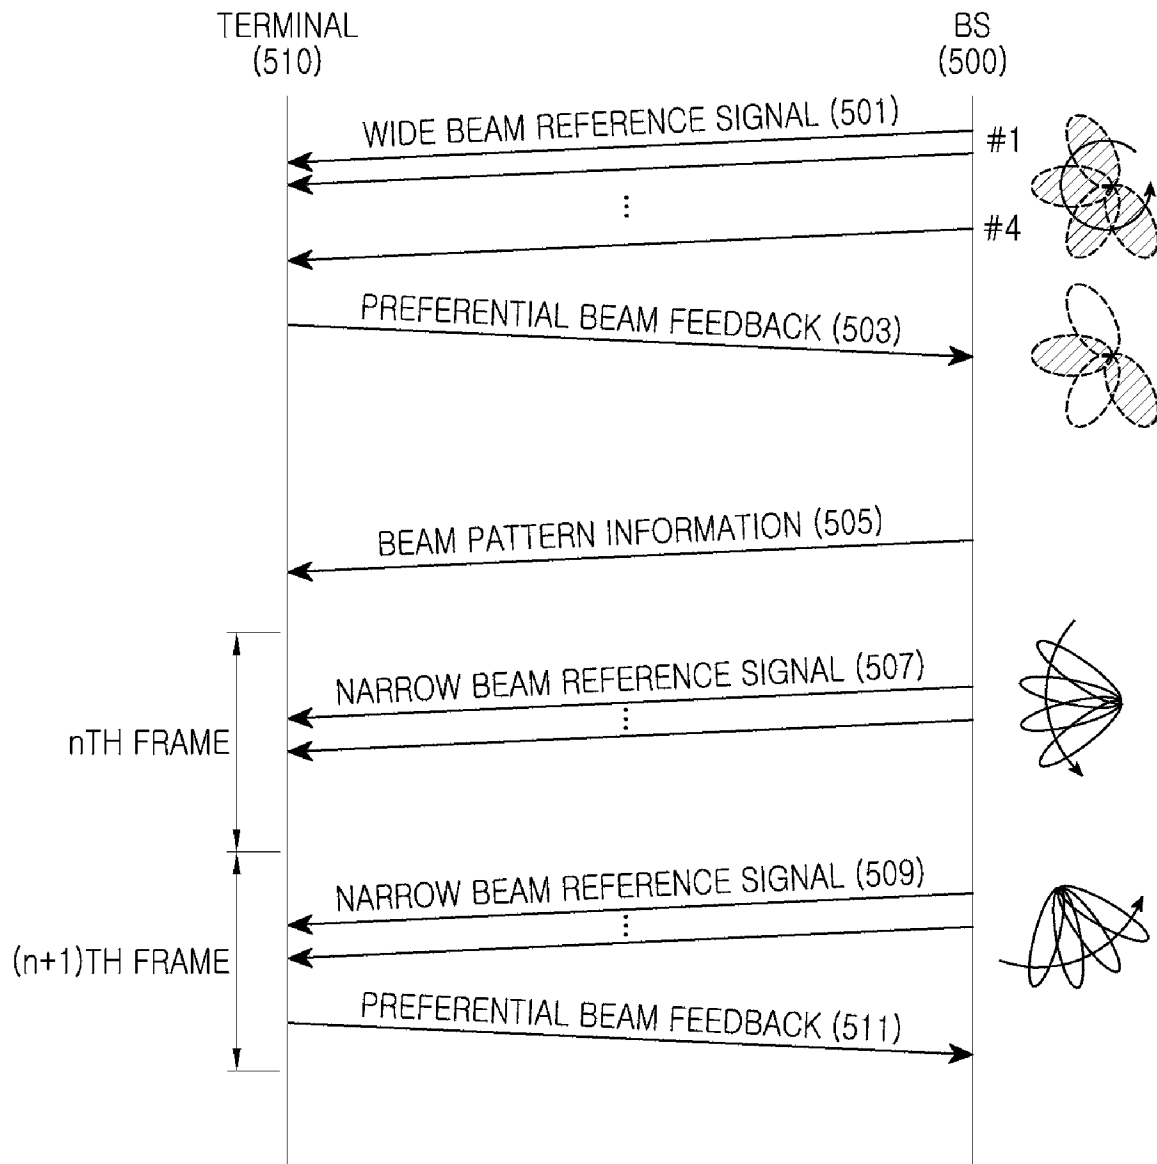 TERMINAL
(510)
BS
(500)
WIDE BEAM REFERENCE SIGNAL (501)
#1
#4
PREFERENTIAL BEAM FEEDBACK (503)
BEAM PATTERN INFORMATION (505)
NARROW BEAM REFERENCE SIGNAL (507)
nTH FRAME
NARROW BEAM REFERENCE SIGNAL (509)
(n+1)TH FRAME
PREFERENTIAL BEAM FEEDBACK (511)